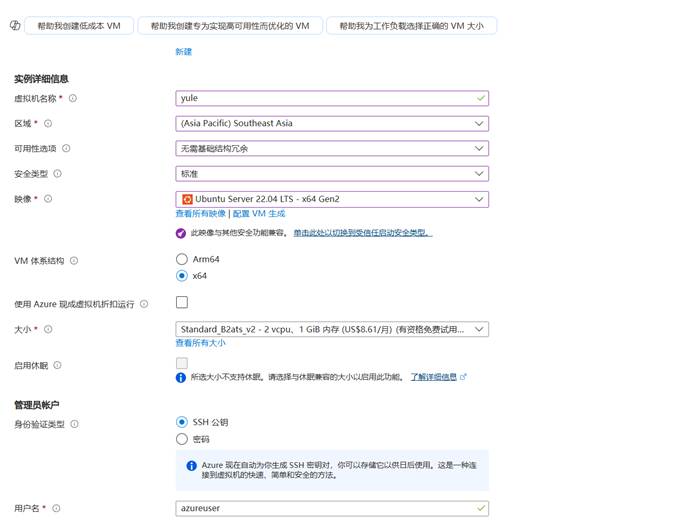 帮助我创建低成本 VM 帮助我创建专为实现高可用性而优化的 VM 帮助我为工作负载选择正确的 VM 大小
新建
实例详细信息
虚拟机名称 * yule
区域 * (Asia Pacific) Southeast Asia
可用性选项 无需基础结构冗余
安全类型 标准
映像 * Ubuntu Server 22.04 LTS - x64 Gen2
查看所有映像 | 配置 VM 生成
此映像与其他安全功能兼容。 单击此处以切换到受信任启动安全类型。
VM 体系结构 Arm64
x64
使用 Azure 现成虚拟机折扣运行
大小 * Standard_B2ats_v2 - 2 vcpu、1 GiB 内存 (US$8.61/月) (有资格免费试用...
查看所有大小
启用休眠
所选大小不支持休眠。请选择与休眠兼容的大小以启用此功能。 了解详细信息
管理员帐户
身份验证类型 SSH 公钥
密码
Azure 现在自动为你生成 SSH 密钥对，你可以存储它以供日后使用。这是一种连
接到虚拟机的快速、简单和安全的方法。
用户名 * azureuser